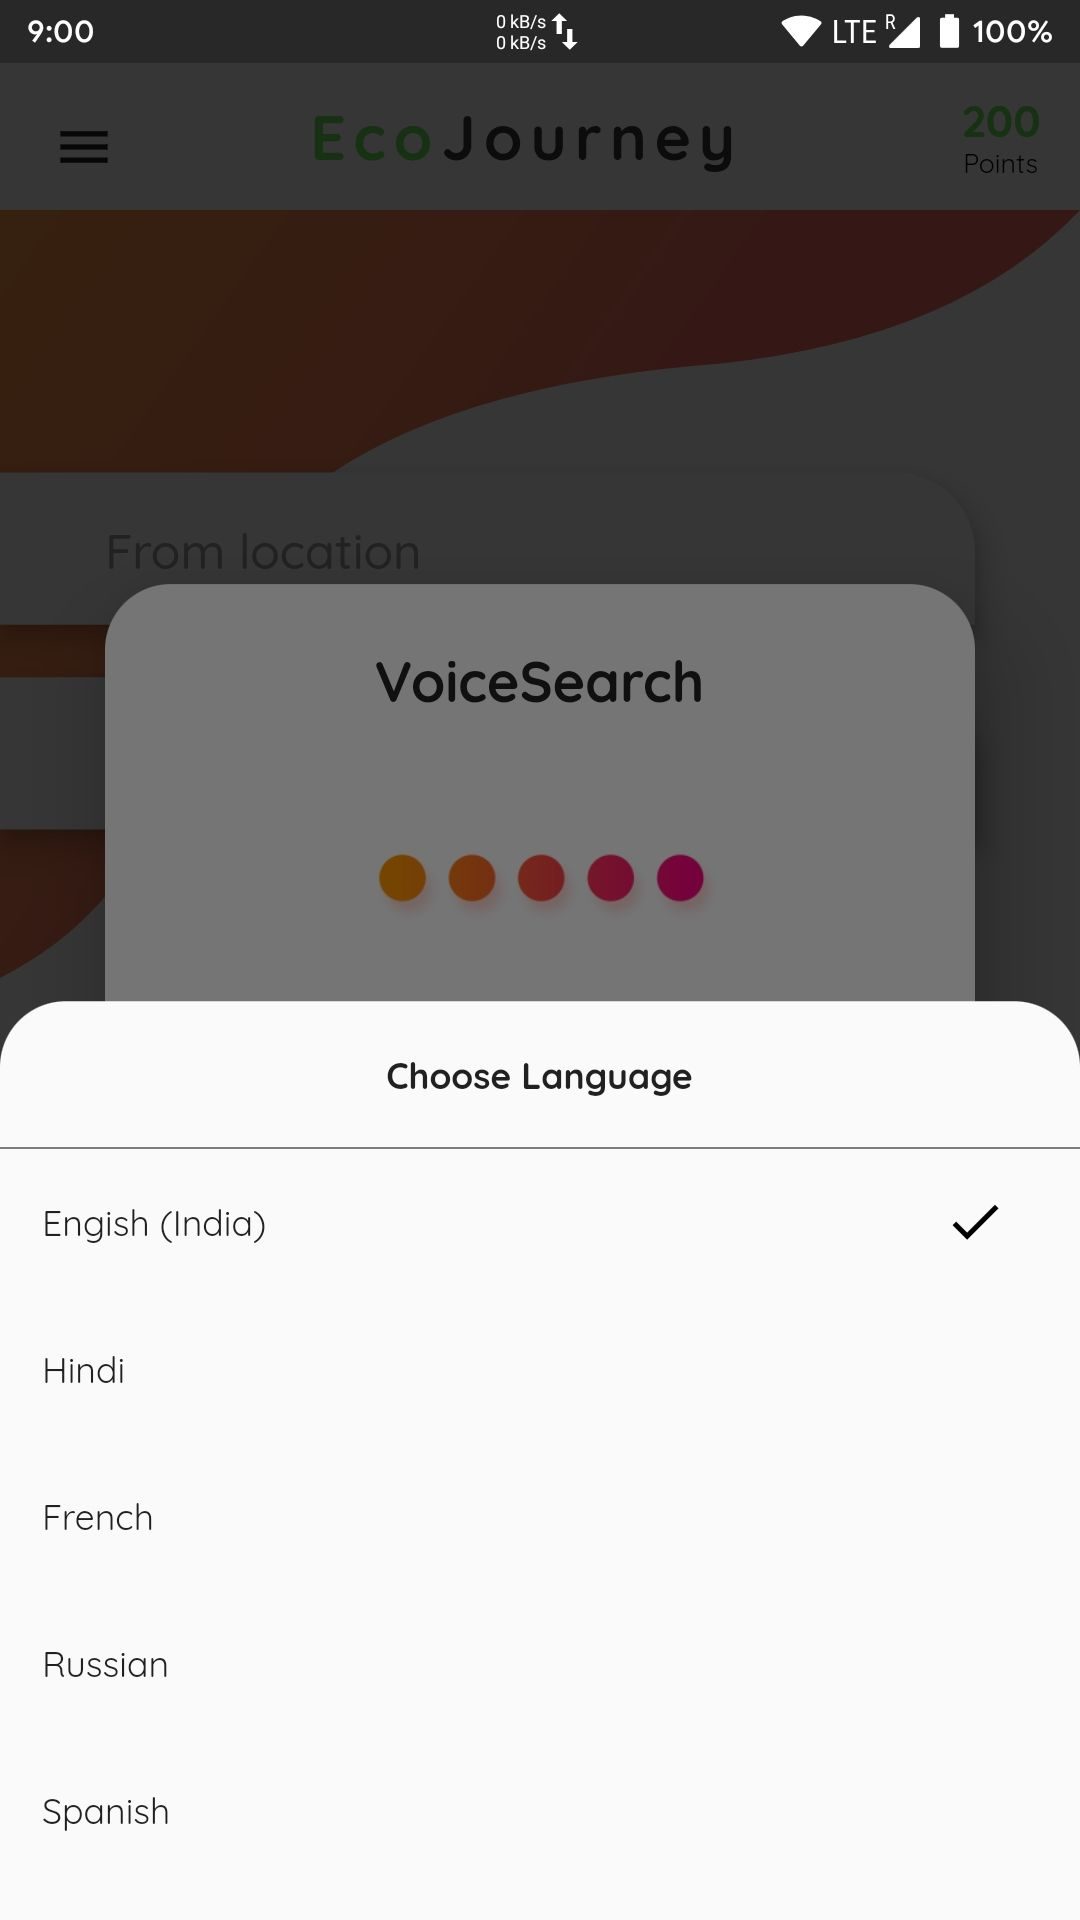 9:00
0 kB/s
0 kB/s
LTE R 100%
EcoJourney
200
Points
From location
VoiceSearch
Choose Language
Engish (India)
Hindi
French
Russian
Spanish